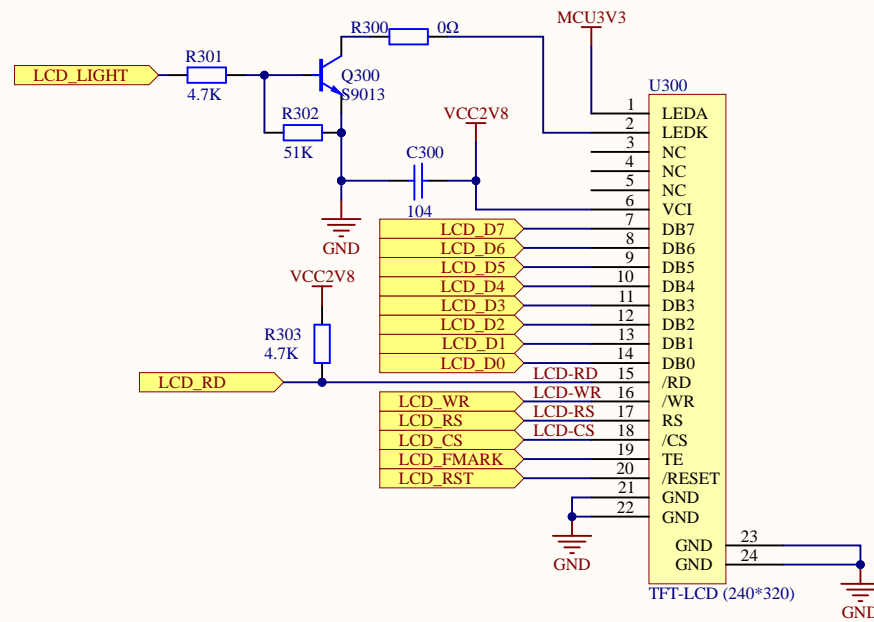 MCU3V3
R300 0Ω
R301
LCD_LIGHT
4.7K
Q300
S9013
R302
51K
VCC2V8
C300
104
GND
U300
1 LEDA
2 LEDK
3 NC
4 NC
5 NC
6 VCI
LCD_D7 7 DB7
LCD_D6 8 DB6
LCD_D5 9 DB5
LCD_D4 10 DB4
LCD_D3 11 DB3
LCD_D2 12 DB2
LCD_D1 13 DB1
LCD_D0 14 DB0
VCC2V8
R303
4.7K
LCD_RD LCD-RD 15 /RD
LCD_WR LCD-WR 16 /WR
LCD_RS LCD-RS 17 RS
LCD_CS LCD-CS 18 /CS
LCD_FMARK 19 TE
LCD_RST 20 /RESET
21 GND
22 GND
GND
GND 23
GND 24
TFT-LCD (240*320)
GND